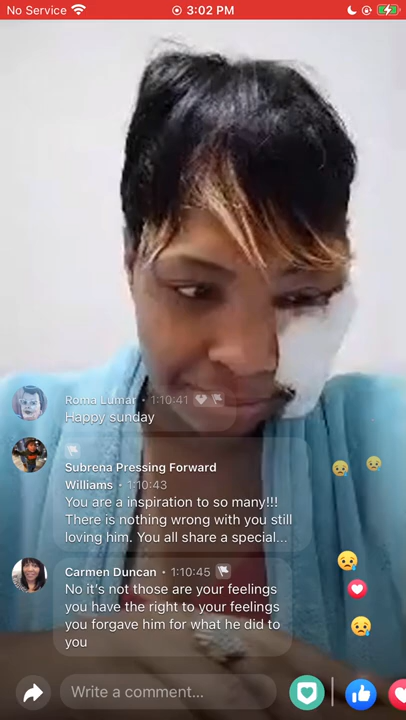 No Service 3:02 PM
Roma Lumar • 1:10:41
Happy sunday
Subrena Pressing Forward
Williams • 1:10:43
You are a inspiration to so many!!!
There is nothing wrong with you still
loving him. You all share a special...
Carmen Duncan • 1:10:45
No it's not those are your feelings
you have the right to your feelings
you forgave him for what he did to
you
Write a comment...